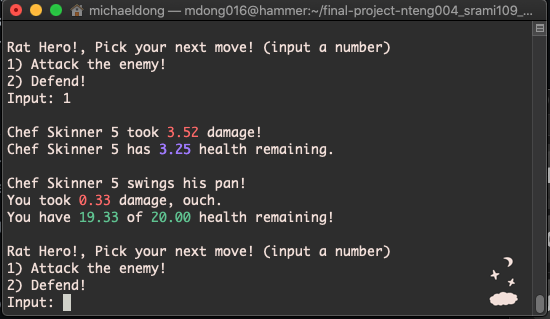 michaeldong — mdong016@hammer:~/final-project-nteng004_srami109_...
Rat Hero!, Pick your next move! (input a number)
1) Attack the enemy!
2) Defend!
Input: 1
Chef Skinner 5 took 3.52 damage!
Chef Skinner 5 has 3.25 health remaining.
Chef Skinner 5 swings his pan!
You took 0.33 damage, ouch.
You have 19.33 of 20.00 health remaining!
Rat Hero!, Pick your next move! (input a number)
1) Attack the enemy!
2) Defend!
Input: